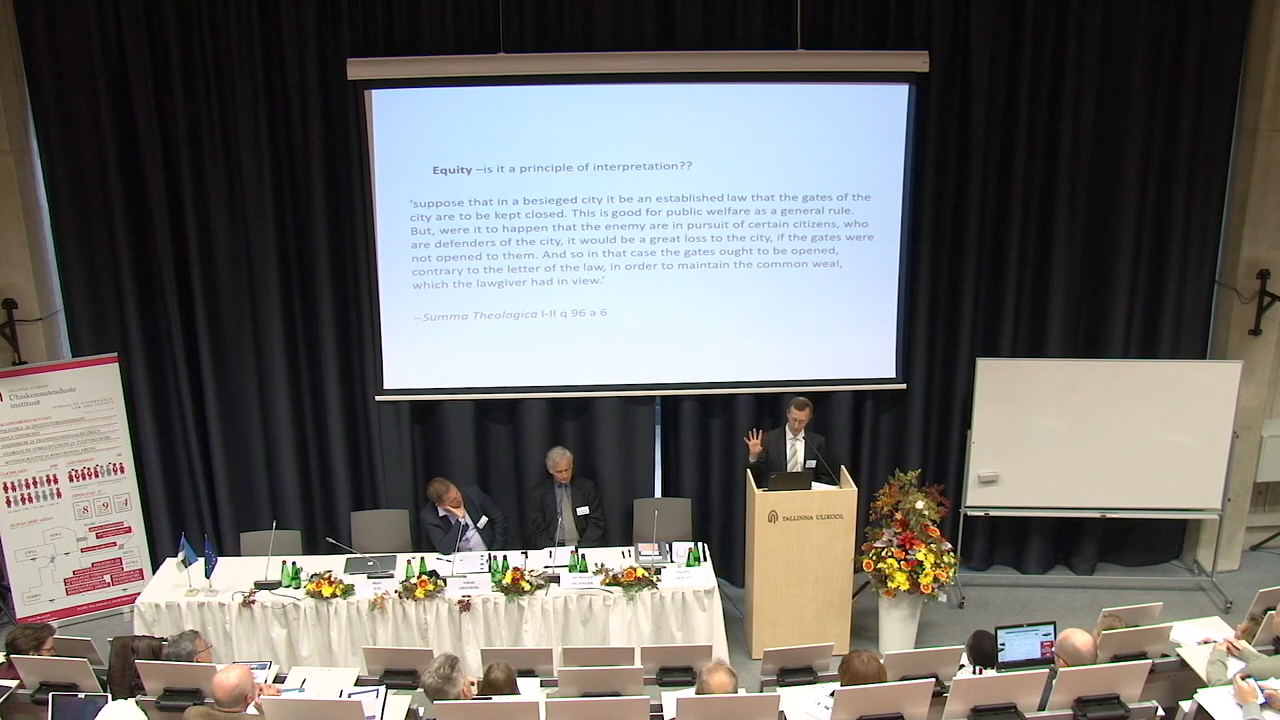 Equity –is it a principle of interpretation??
‘suppose that in a besieged city it be an established law that the gates of the
city are to be kept closed. This is good for public welfare as a general rule.
But, were it to happen that the enemy are in pursuit of certain citizens, who
are defenders of the city, it would be a great loss to the city, if the gates were
not opened to them. And so in that case the gates ought to be opened,
contrary to the letter of the law, in order to maintain the common weal,
which the lawgiver had in view.’
--Summa Theologica I-II q 96 a 6
Ühiskonnateaduste
instituut
TALLINNA ÜLIKOOL